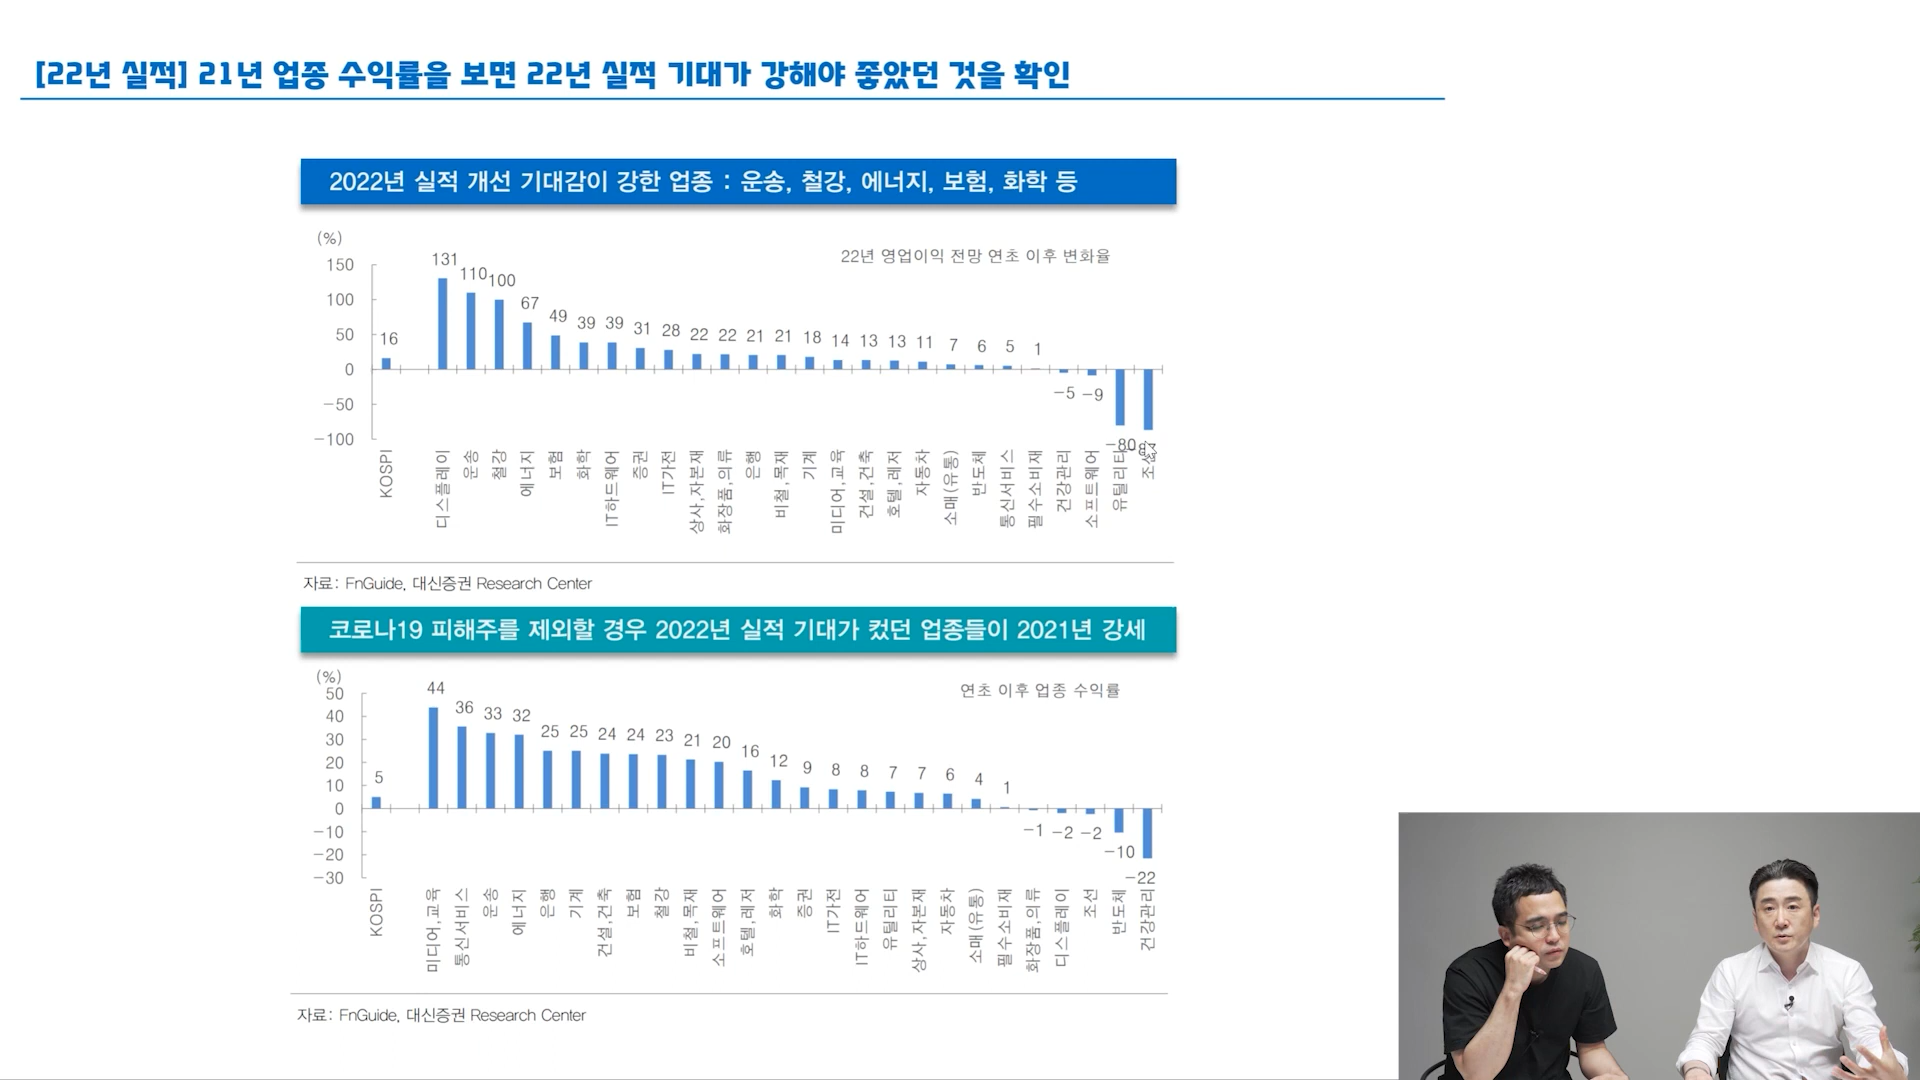 [22년 실적] 21년 업종 수익률을 보면 22년 실적 기대가 강해야 좋았던 것을 확인
2022년 실적 개선 기대감이 강한 업종 : 운송, 철강, 에너지, 보험, 화학 등
(%)
22년 영업이익 전망 연초 이후 변화율
150
100
50
0
-50
-100
16 131 110 100 67 49 39 39 31 28 22 22 21 21 18 14 13 13 11 7 6 5 1 -5 -9 -80
KOSPI 디스플레이 운송 철강 에너지 보험 화학 IT하드웨어 증권 IT가전 상사,자본재 화장품,의류 은행 비철,목재 기계 미디어,교육 건설,건축 호텔,레저 자동차 소매(유통) 반도체 통신서비스 필수소비재 건강관리 소프트웨어 유틸리티 조선
자료: FnGuide, 대신증권 Research Center
코로나19 피해주를 제외할 경우 2022년 실적 기대가 컸던 업종들이 2021년 강세
(%)
연초 이후 업종 수익률
50
40
30
20
10
0
-10
-20
-30
5 44 36 33 32 25 25 24 24 23 21 20 16 12 9 8 8 7 7 6 4 1 -1 -2 -2 -10 -22
KOSPI 미디어,교육 통신서비스 운송 에너지 은행 기계 건설,건축 보험 철강 비철,목재 소프트웨어 호텔,레저 화학 증권 IT가전 IT하드웨어 유틸리티 상사,자본재 자동차 소매(유통) 필수소비재 화장품,의류 디스플레이 조선 반도체 건강관리
자료: FnGuide, 대신증권 Research Center